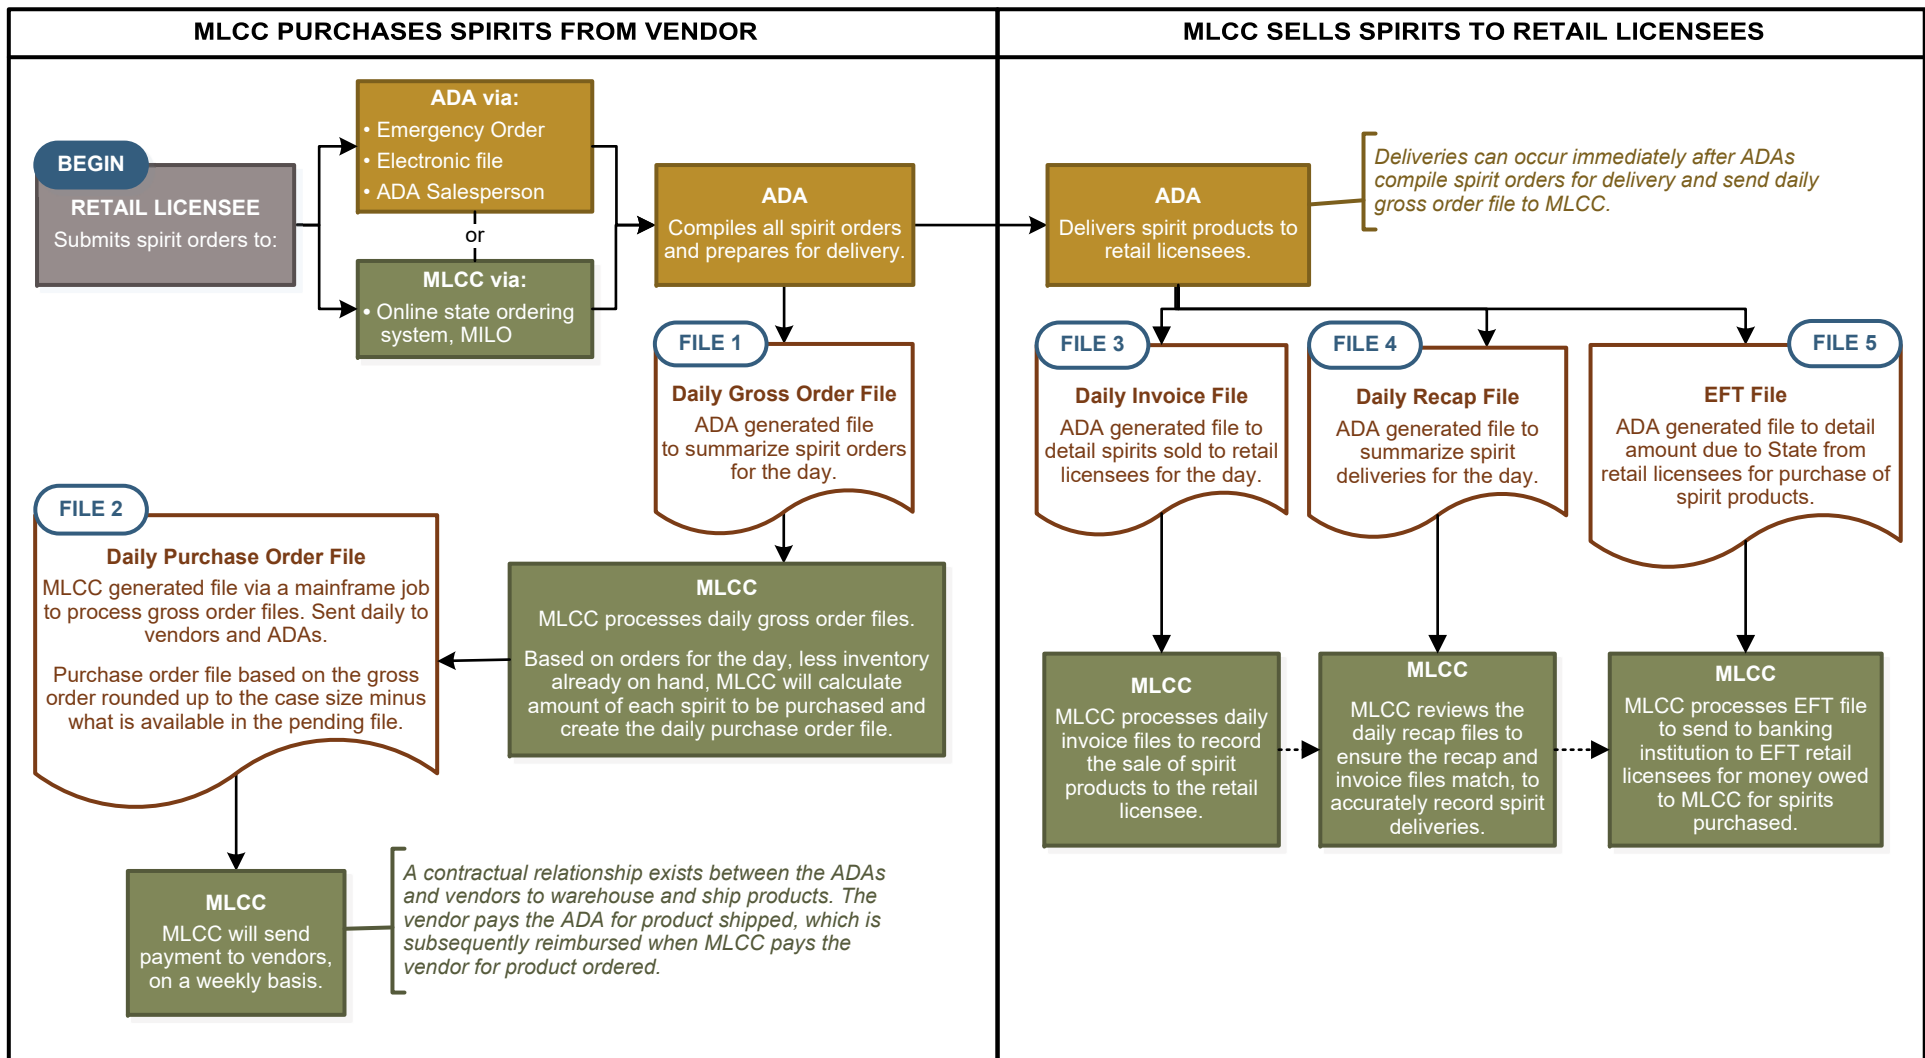 MLCC PURCHASES SPIRITS FROM VENDOR
BEGIN
RETAIL LICENSEE
Submits spirit orders to:
ADA via:
• Emergency Order
• Electronic file
• ADA Salesperson
or
MLCC via:
• Online state ordering
system, MILO
ADA
Compiles all spirit orders
and prepares for delivery.
FILE 1
Daily Gross Order File
ADA generated file
to summarize spirit orders
for the day.
MLCC
MLCC processes daily gross order files.
Based on orders for the day, less inventory
already on hand, MLCC will calculate
amount of each spirit to be purchased and
create the daily purchase order file.
FILE 2
Daily Purchase Order File
MLCC generated file via a mainframe job
to process gross order files. Sent daily to
vendors and ADAs.
Purchase order file based on the gross
order rounded up to the case size minus
what is available in the pending file.
MLCC
MLCC will send
payment to vendors,
on a weekly basis.
A contractual relationship exists between the ADAs
and vendors to warehouse and ship products. The
vendor pays the ADA for product shipped, which is
subsequently reimbursed when MLCC pays the
vendor for product ordered.
MLCC SELLS SPIRITS TO RETAIL LICENSEES
ADA
Delivers spirit products to
retail licensees.
Deliveries can occur immediately after ADAs
compile spirit orders for delivery and send daily
gross order file to MLCC.
FILE 3
Daily Invoice File
ADA generated file to
detail spirits sold to retail
licensees for the day.
FILE 4
Daily Recap File
ADA generated file to
summarize spirit
deliveries for the day.
FILE 5
EFT File
ADA generated file to detail
amount due to State from
retail licensees for purchase of
spirit products.
MLCC
MLCC processes daily
invoice files to record
the sale of spirit
products to the retail
licensee.
MLCC
MLCC reviews the
daily recap files to
ensure the recap and
invoice files match, to
accurately record spirit
deliveries.
MLCC
MLCC processes EFT file
to send to banking
institution to EFT retail
licensees for money owed
to MLCC for spirits
purchased.